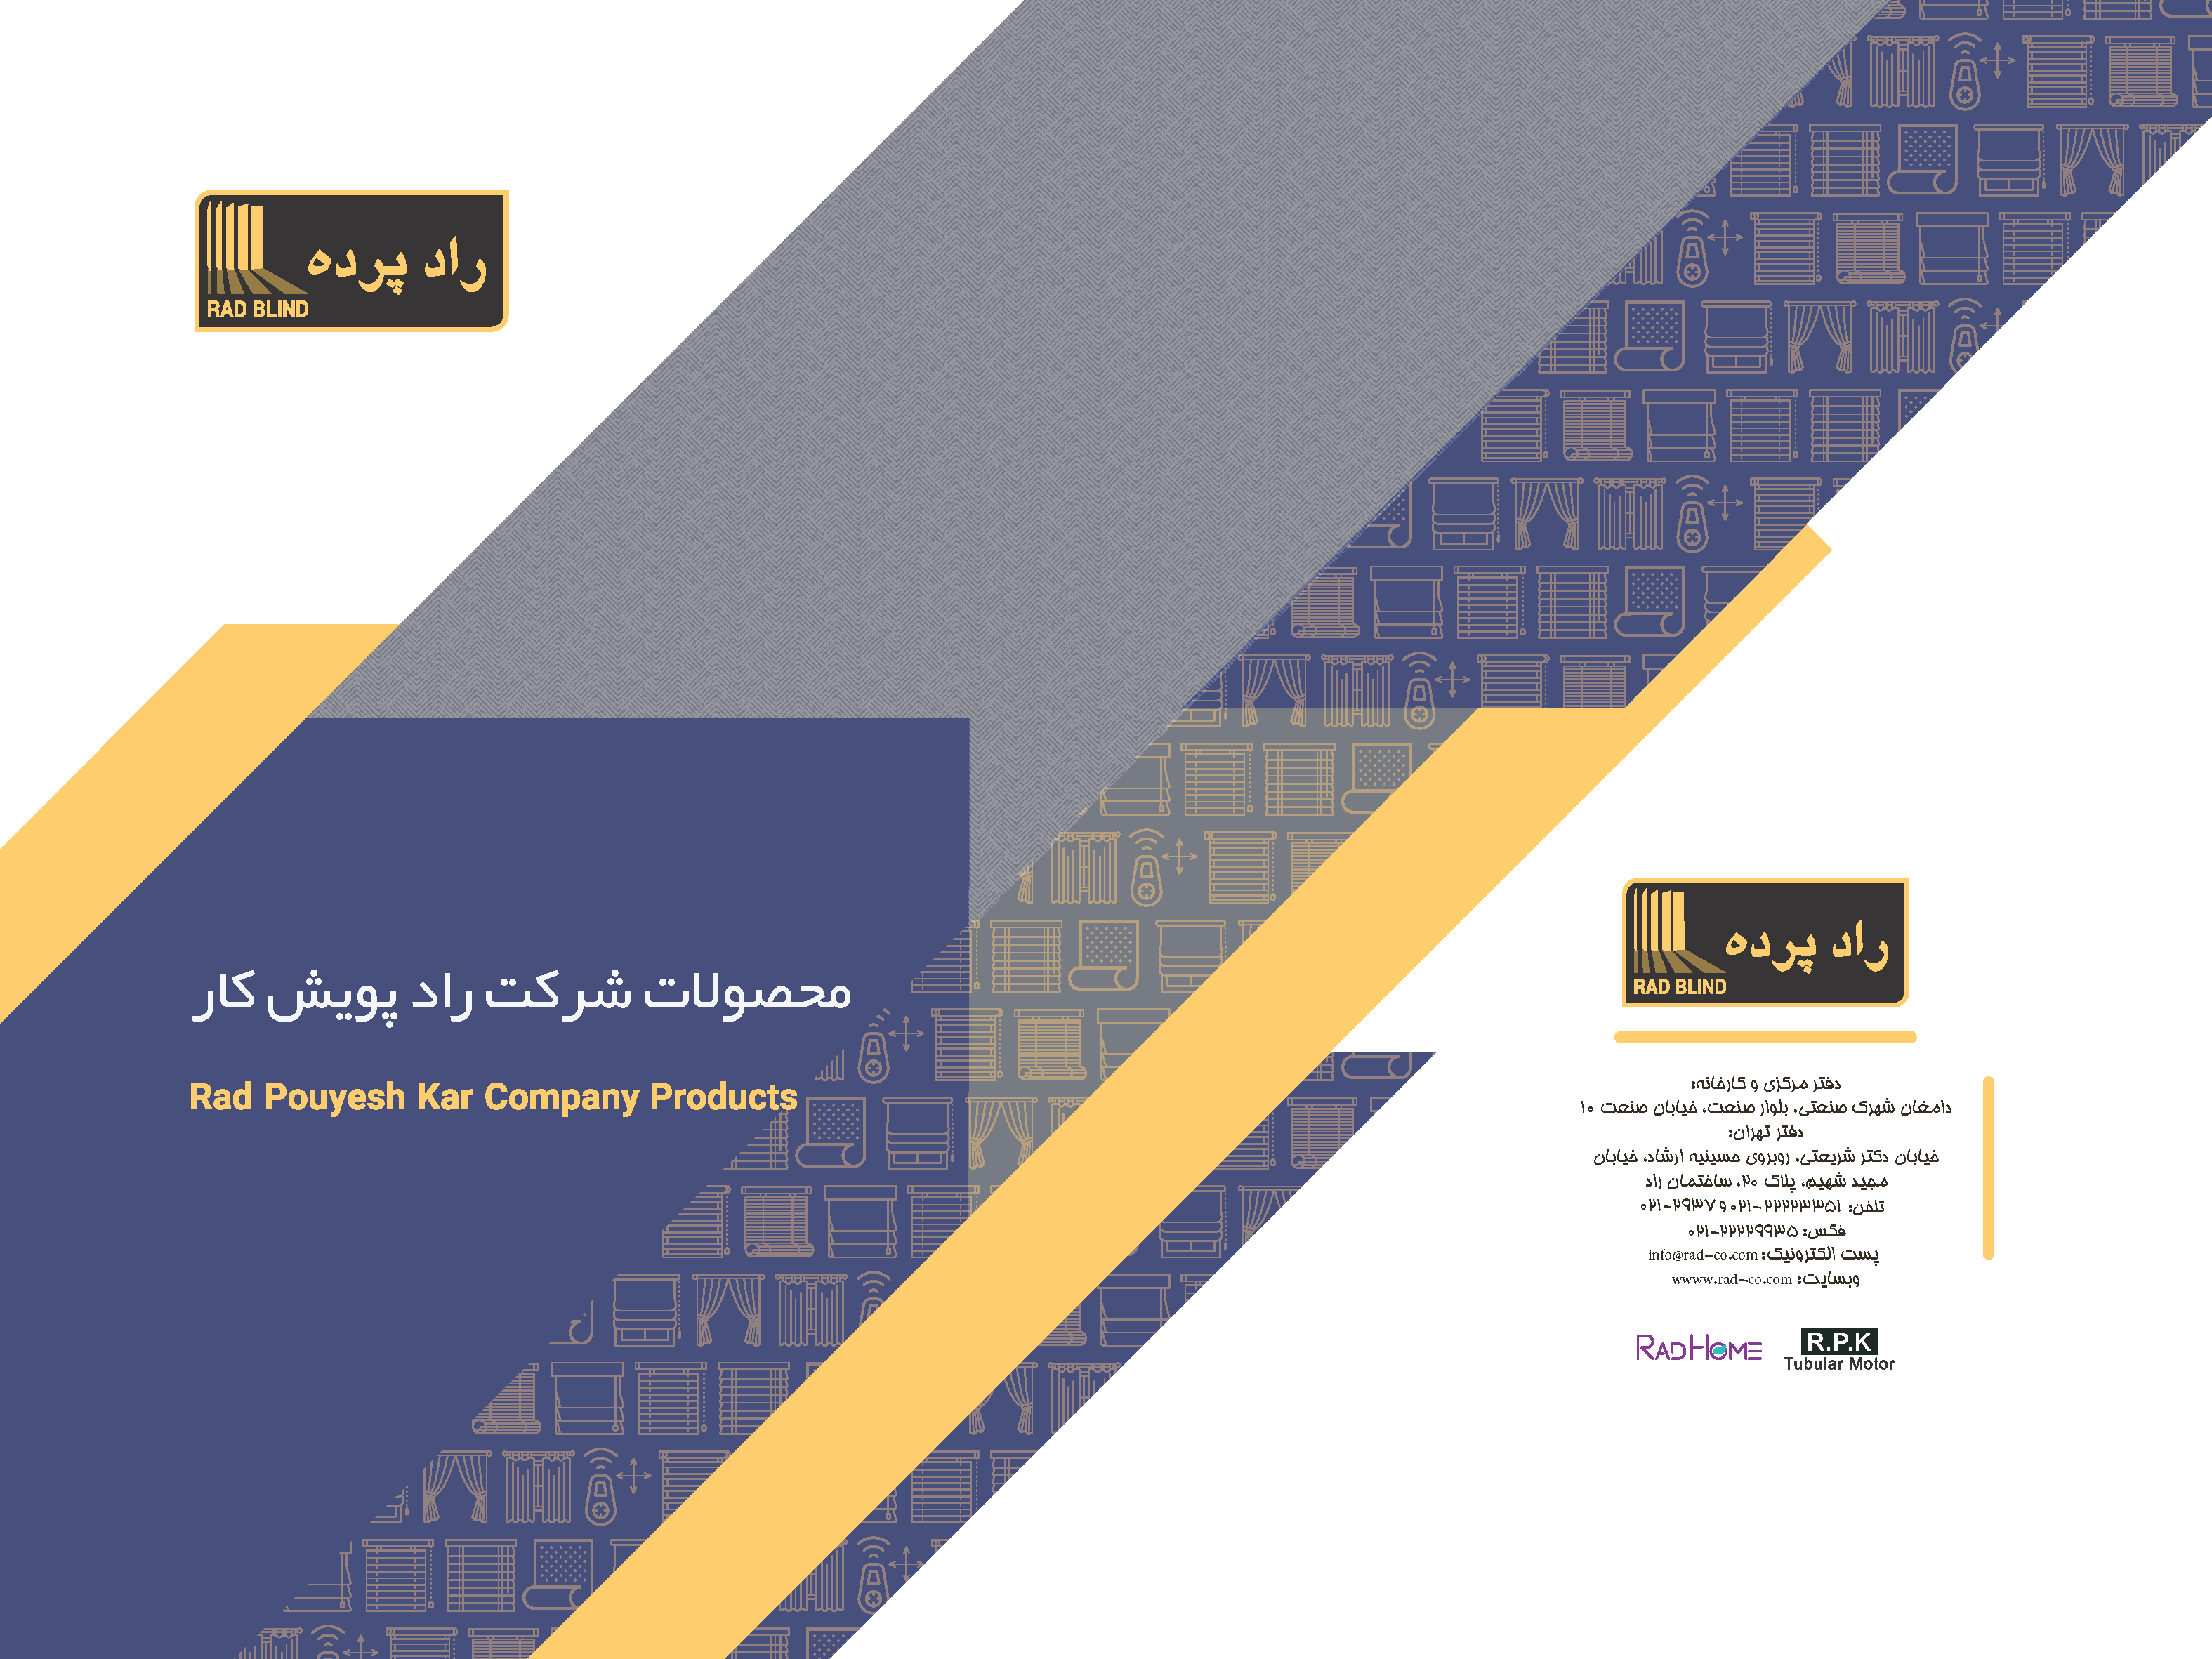 راد پرده
RAD BLIND
محصولات شرکت راد پویش کار
Rad Pouyesh Kar Company Products
راد پرده
RAD BLIND
دفتر مرکزی و کارخانه:
دامغان شهرک صنعتی، بلوار صنعت، خیابان صنعت ۱۰
دفتر تهران:
خیابان دکتر شریعتی، روبروی حسینیه ارشاد، خیابان
مجید شهیم، پلاک ۲۰، ساختمان راد
تلفن: ۰۲۱-۲۲۲۲۳۳۵۱ و ۰۲۱-۲۹۳۷
فکس: ۰۲۱-۲۲۲۲۹۹۳۵
پست الکترونیک: info@rad-co.com
وبسایت: wwww.rad-co.com
RADHOME
R.P.K
Tubular Motor